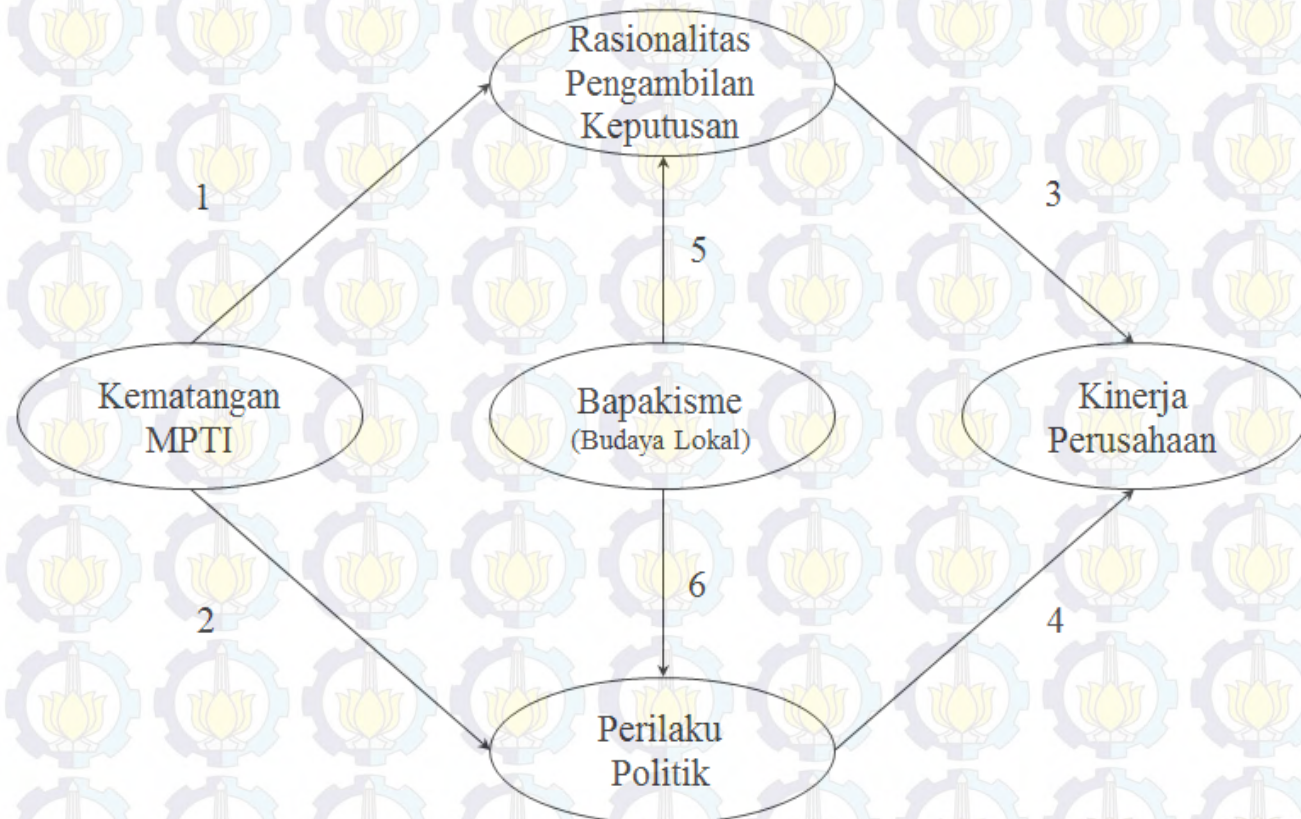 Rasionalitas
Pengambilan
Keputusan
1
3
5
Kematangan
MPTI
Bapakisme
(Budaya Lokal)
Kinerja
Perusahaan
2
6
4
Perilaku
Politik